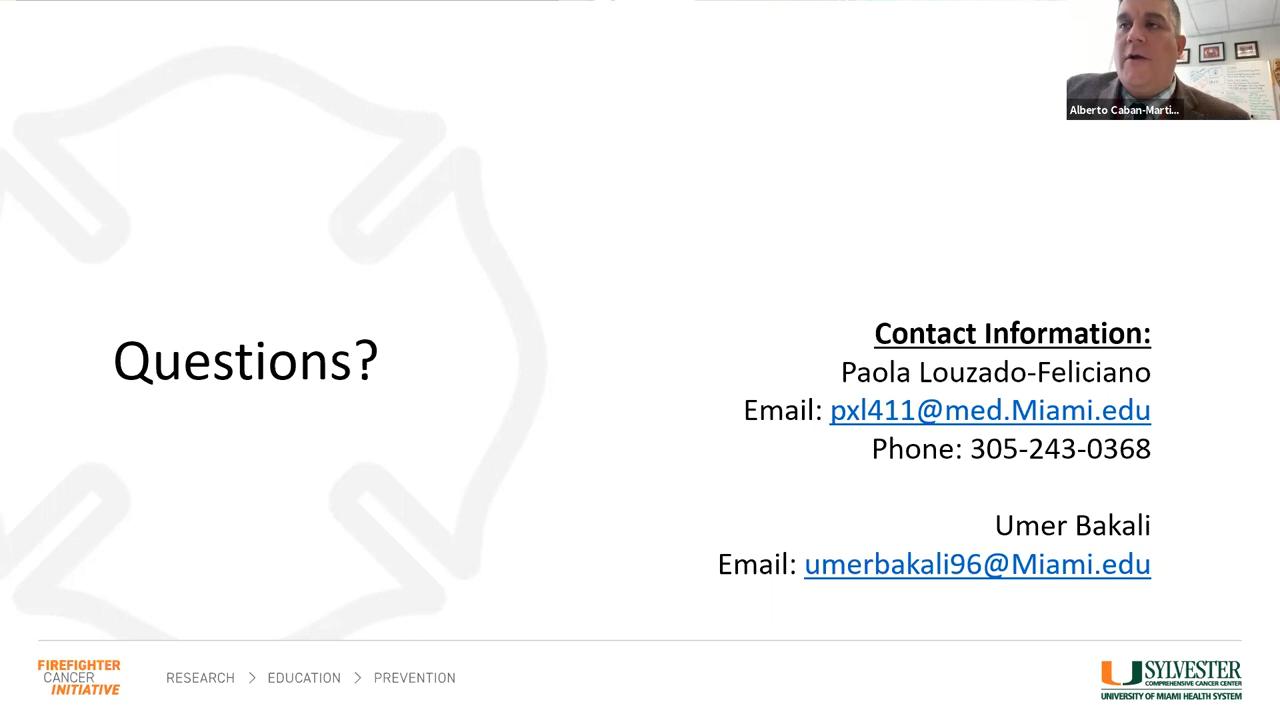 Alberto Caban-Marti...
Questions?
Contact Information:
Paola Louzado-Feliciano
Email: pxl411@med.Miami.edu
Phone: 305-243-0368
Umer Bakali
Email: umerbakali96@Miami.edu
FIREFIGHTER
CANCER
INITIATIVE
RESEARCH > EDUCATION > PREVENTION
SYLVESTER
COMPREHENSIVE CANCER CENTER
UNIVERSITY OF MIAMI HEALTH SYSTEM